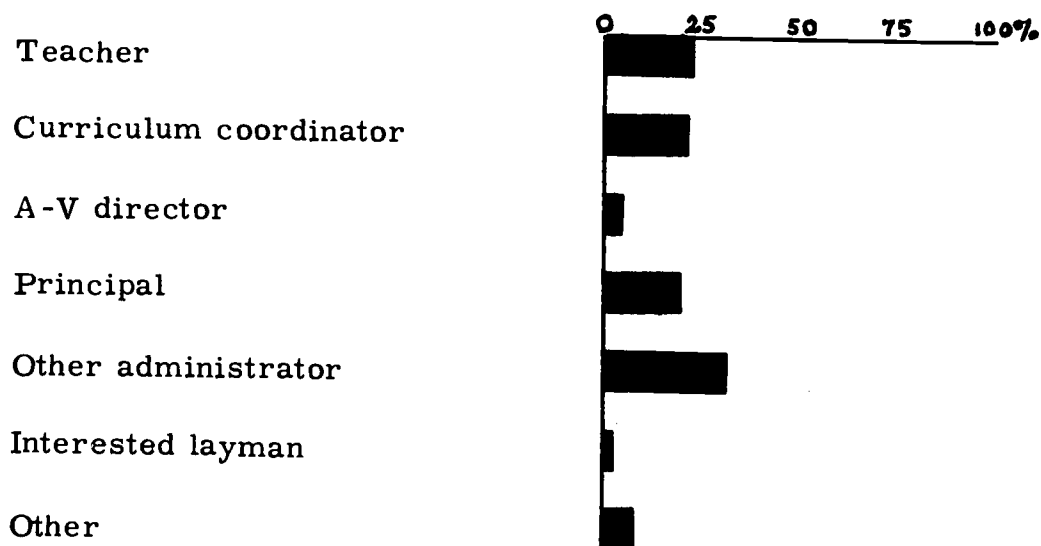 0 25 50 75 100%
Teacher
Curriculum coordinator
A-V director
Principal
Other administrator
Interested layman
Other